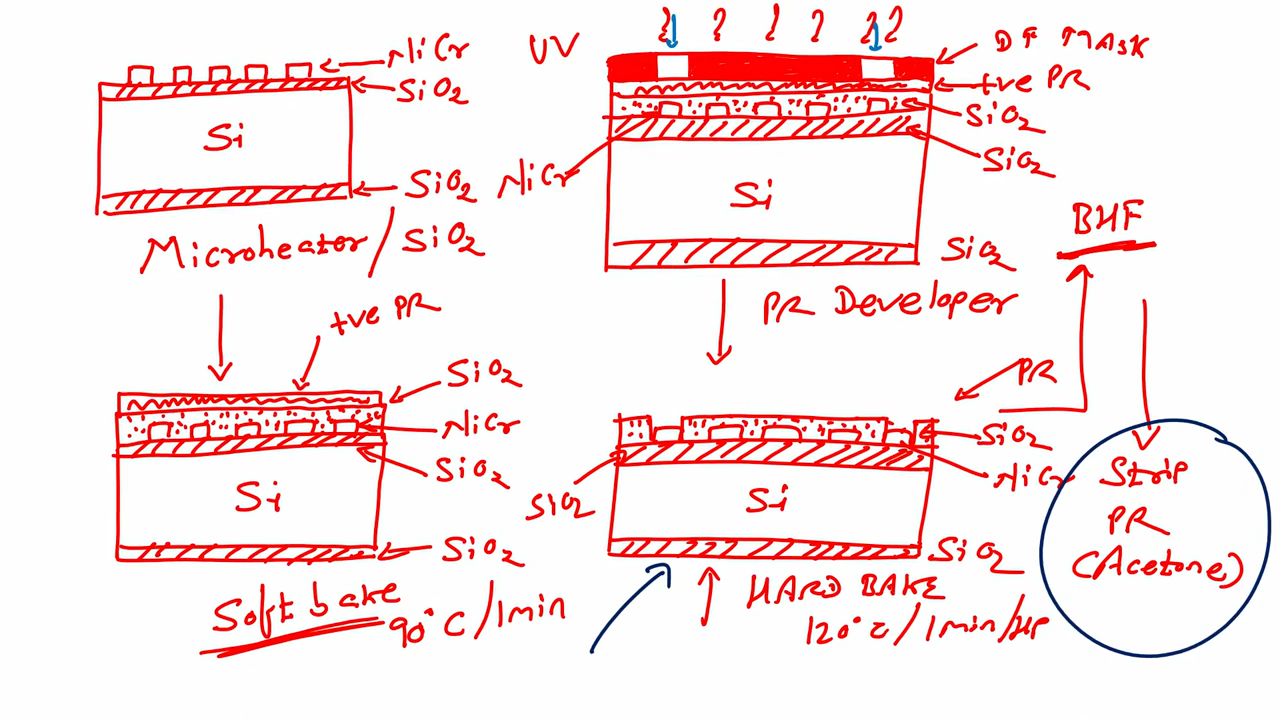 NiCr
SiO2
Si
SiO2
Microheater / SiO2
+ve PR
SiO2
NiCr
SiO2
Si
SiO2
Soft bake
90°C/1min
UV
DF MASK
+ve PR
SiO2
SiO2
NiCr
Si
SiO2
PR Developer
PR
SiO2
NiCr
SiO2
Si
SiO2
HARD BAKE
120°C/1min/HP
BHF
Strip
PR
(Acetone)